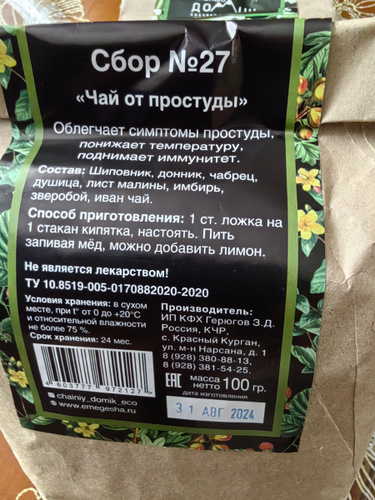 Сбор №27
«Чай от простуды»
Облегчает симптомы простуды,
понижает температуру,
поднимает иммунитет.
Состав: Шиповник, донник, чабрец,
душица, лист малины, имбирь,
зверобой, иван чай.
Способ приготовления: 1 ст. ложка на
1 стакан кипятка, настоять. Пить
запивая мёд, можно добавить лимон.
Не является лекарством!
ТУ 10.8519-005-0170882020-2020
Условия хранения: в сухом
месте, при t° от 0 до +20°С
и относительной влажности
не более 75 %.
Срок хранения: 24 мес.
4 603777 972127
chainiy_domik_eco
www.emegesha.ru
Производитель:
ИП КФХ Герюгов З.Д.
Россия, КЧР,
с. Красный Курган,
ул. м-н Нарсана, д. 1
8 (928) 380-88-13,
8 (928) 381-54-25.
EAC масса нетто 100 гр.
дата изготовления
31 АВГ 2024